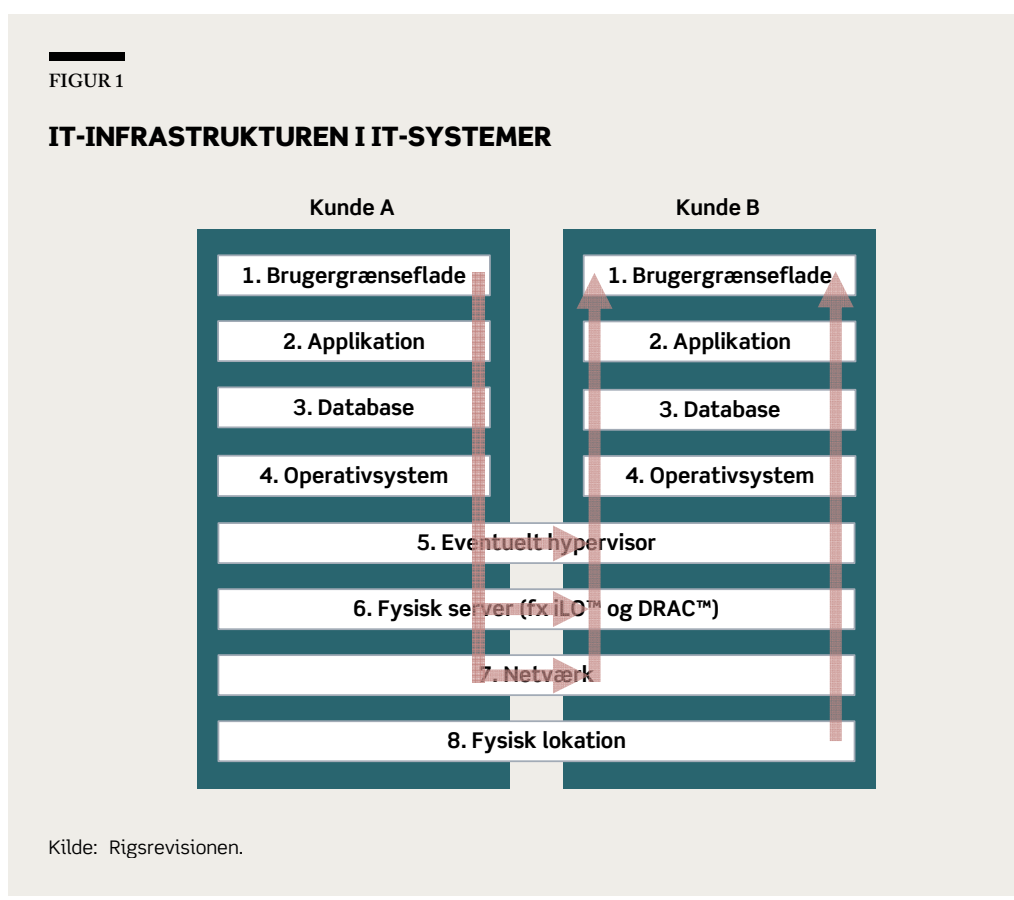 FIGUR 1
IT-INFRASTRUKTUREN I IT-SYSTEMER
Kunde A
Kunde B
1. Brugergrænseflade
1. Brugergrænseflade
2. Applikation
2. Applikation
3. Database
3. Database
4. Operativsystem
4. Operativsystem
5. Eventuelt hypervisor
6. Fysisk server (fx iLO™ og DRAC™)
7. Netværk
8. Fysisk lokation
Kilde: Rigsrevisionen.